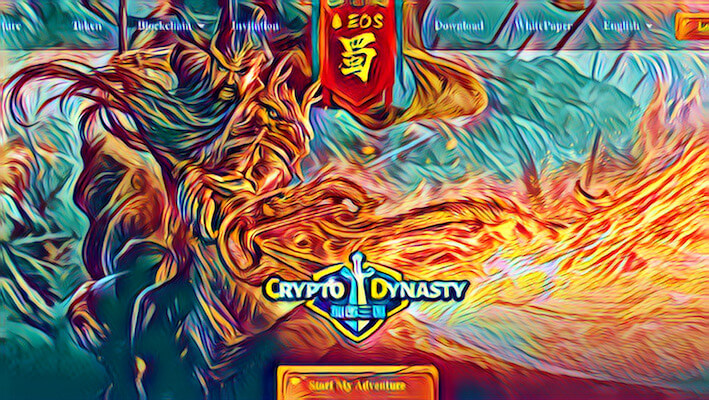 Token
Blockchain
Invitation
EOS
蜀
Download
WhitePaper
English
CRYPTO DYNASTY
Start My Adventure